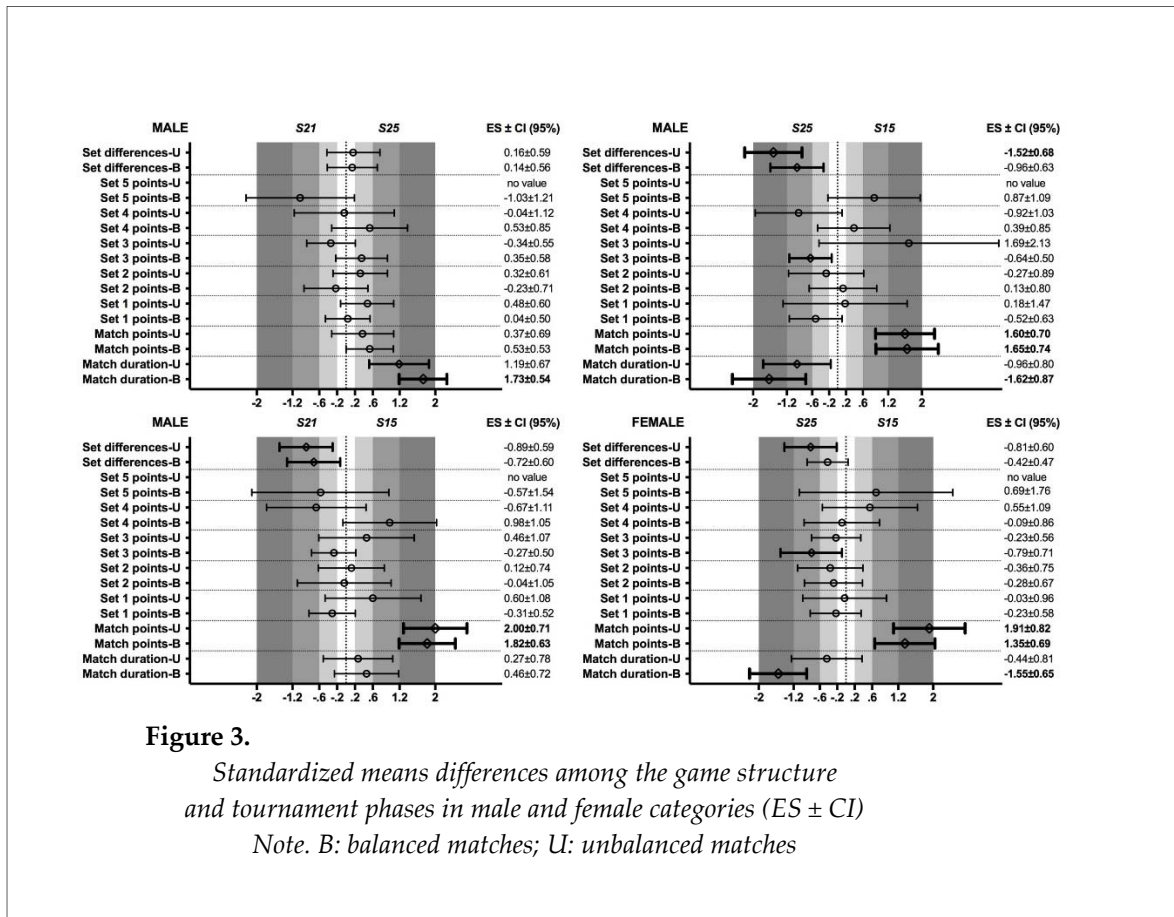 MALE S21 S25 ES ± CI (95%)
Set differences-U 0.16±0.59
Set differences-B 0.14±0.56
Set 5 points-U no value
Set 5 points-B -1.03±1.21
Set 4 points-U -0.04±1.12
Set 4 points-B 0.53±0.85
Set 3 points-U -0.34±0.55
Set 3 points-B 0.35±0.58
Set 2 points-U 0.32±0.61
Set 2 points-B -0.23±0.71
Set 1 points-U 0.48±0.60
Set 1 points-B 0.04±0.50
Match points-U 0.37±0.69
Match points-B 0.53±0.53
Match duration-U 1.19±0.67
Match duration-B 1.73±0.54
-2 -1.2 -.6 -.2 .2 .6 1.2 2
MALE S25 S15 ES ± CI (95%)
Set differences-U -1.52±0.68
Set differences-B -0.96±0.63
Set 5 points-U no value
Set 5 points-B 0.87±1.09
Set 4 points-U -0.92±1.03
Set 4 points-B 0.39±0.85
Set 3 points-U 1.69±2.13
Set 3 points-B -0.64±0.50
Set 2 points-U -0.27±0.89
Set 2 points-B 0.13±0.80
Set 1 points-U 0.18±1.47
Set 1 points-B -0.52±0.63
Match points-U 1.60±0.70
Match points-B 1.65±0.74
Match duration-U -0.96±0.80
Match duration-B -1.62±0.87
-2 -1.2 -.6 -.2 .2 .6 1.2 2
MALE S21 S15 ES ± CI (95%)
Set differences-U -0.89±0.59
Set differences-B -0.72±0.60
Set 5 points-U no value
Set 5 points-B -0.57±1.54
Set 4 points-U -0.67±1.11
Set 4 points-B 0.98±1.05
Set 3 points-U 0.46±1.07
Set 3 points-B -0.27±0.50
Set 2 points-U 0.12±0.74
Set 2 points-B -0.04±1.05
Set 1 points-U 0.60±1.08
Set 1 points-B -0.31±0.52
Match points-U 2.00±0.71
Match points-B 1.82±0.63
Match duration-U 0.27±0.78
Match duration-B 0.46±0.72
-2 -1.2 -.6 -.2 .2 .6 1.2 2
FEMALE S25 S15 ES ± CI (95%)
Set differences-U -0.81±0.60
Set differences-B -0.42±0.47
Set 5 points-U no value
Set 5 points-B 0.69±1.76
Set 4 points-U 0.55±1.09
Set 4 points-B -0.09±0.86
Set 3 points-U -0.23±0.56
Set 3 points-B -0.79±0.71
Set 2 points-U -0.36±0.75
Set 2 points-B -0.28±0.67
Set 1 points-U -0.03±0.96
Set 1 points-B -0.23±0.58
Match points-U 1.91±0.82
Match points-B 1.35±0.69
Match duration-U -0.44±0.81
Match duration-B -1.55±0.65
-2 -1.2 -.6 -.2 .2 .6 1.2 2
Figure 3.
Standardized means differences among the game structure
and tournament phases in male and female categories (ES ± CI)
Note. B: balanced matches; U: unbalanced matches